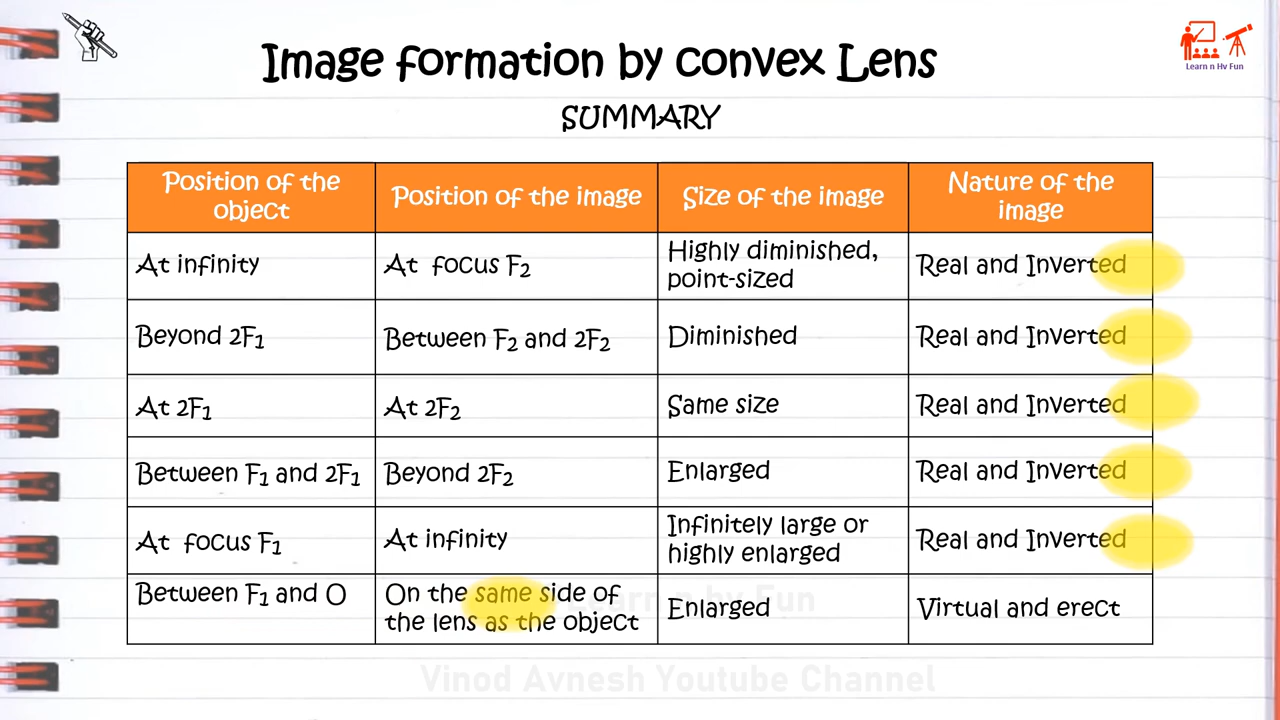 Image formation by convex Lens
Learn n Hv Fun
SUMMARY
Position of the
object
Position of the image
Size of the image
Nature of the
image
At infinity
At focus F₂
Highly diminished,
point-sized
Real and Inverted
Beyond 2F₁
Between F₂ and 2F₂
Diminished
Real and Inverted
At 2F₁
At 2F₂
Same size
Real and Inverted
Between F₁ and 2F₁
Beyond 2F₂
Enlarged
Real and Inverted
At focus F₁
At infinity
Infinitely large or
highly enlarged
Real and Inverted
Between F₁ and O
On the same side of
the lens as the object
Enlarged
Virtual and erect
Learn n hv Fun
Vinod Avnesh Youtube Channel